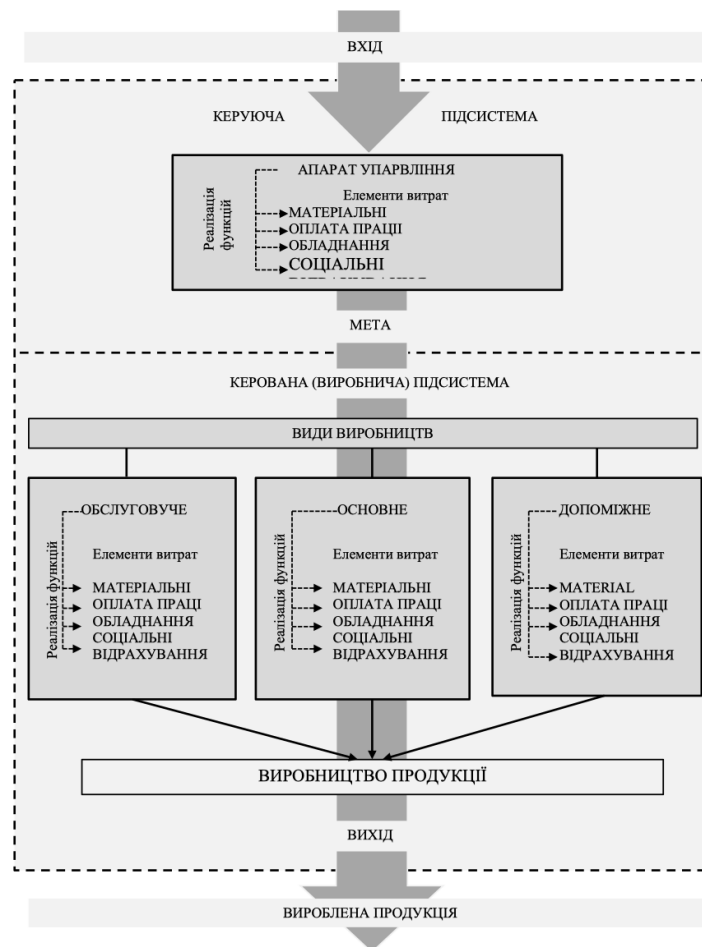 ВХІД
КЕРУЮЧА ПІДСИСТЕМА
АПАРАТ УПАРВЛІННЯ
Реалізація функцій
Елементи витрат
МАТЕРІАЛЬНІ
ОПЛАТА ПРАЦІІ
ОБЛАДНАННЯ
СОЦІАЛЬНІ
МЕТА
КЕРОВАНА (ВИРОБНИЧА) ПІДСИСТЕМА
ВИДИ ВИРОБНИЦТВ
ОБСЛУГОВУЧЕ
Реалізація функцій
Елементи витрат
МАТЕРІАЛЬНІ
ОПЛАТА ПРАЦІ
ОБЛАДНАННЯ
СОЦІАЛЬНІ
ВІДРАХУВАННЯ
ОСНОВНЕ
Реалізація функцій
Елементи витрат
МАТЕРІАЛЬНІ
ОПЛАТА ПРАЦІ
ОБЛАДНАННЯ
СОЦІАЛЬНІ
ВІДРАХУВАННЯ
ДОПОМІЖНЕ
Реалізація функцій
Елементи витрат
MATERIAL
ОПЛАТА ПРАЦІ
ОБЛАДНАННЯ
СОЦІАЛЬНІ
ВІДРАХУВАННЯ
ВИРОБНИЦТВО ПРОДУКЦІЇ
ВИХІД
ВИРОБЛЕНА ПРОДУКЦІЯ